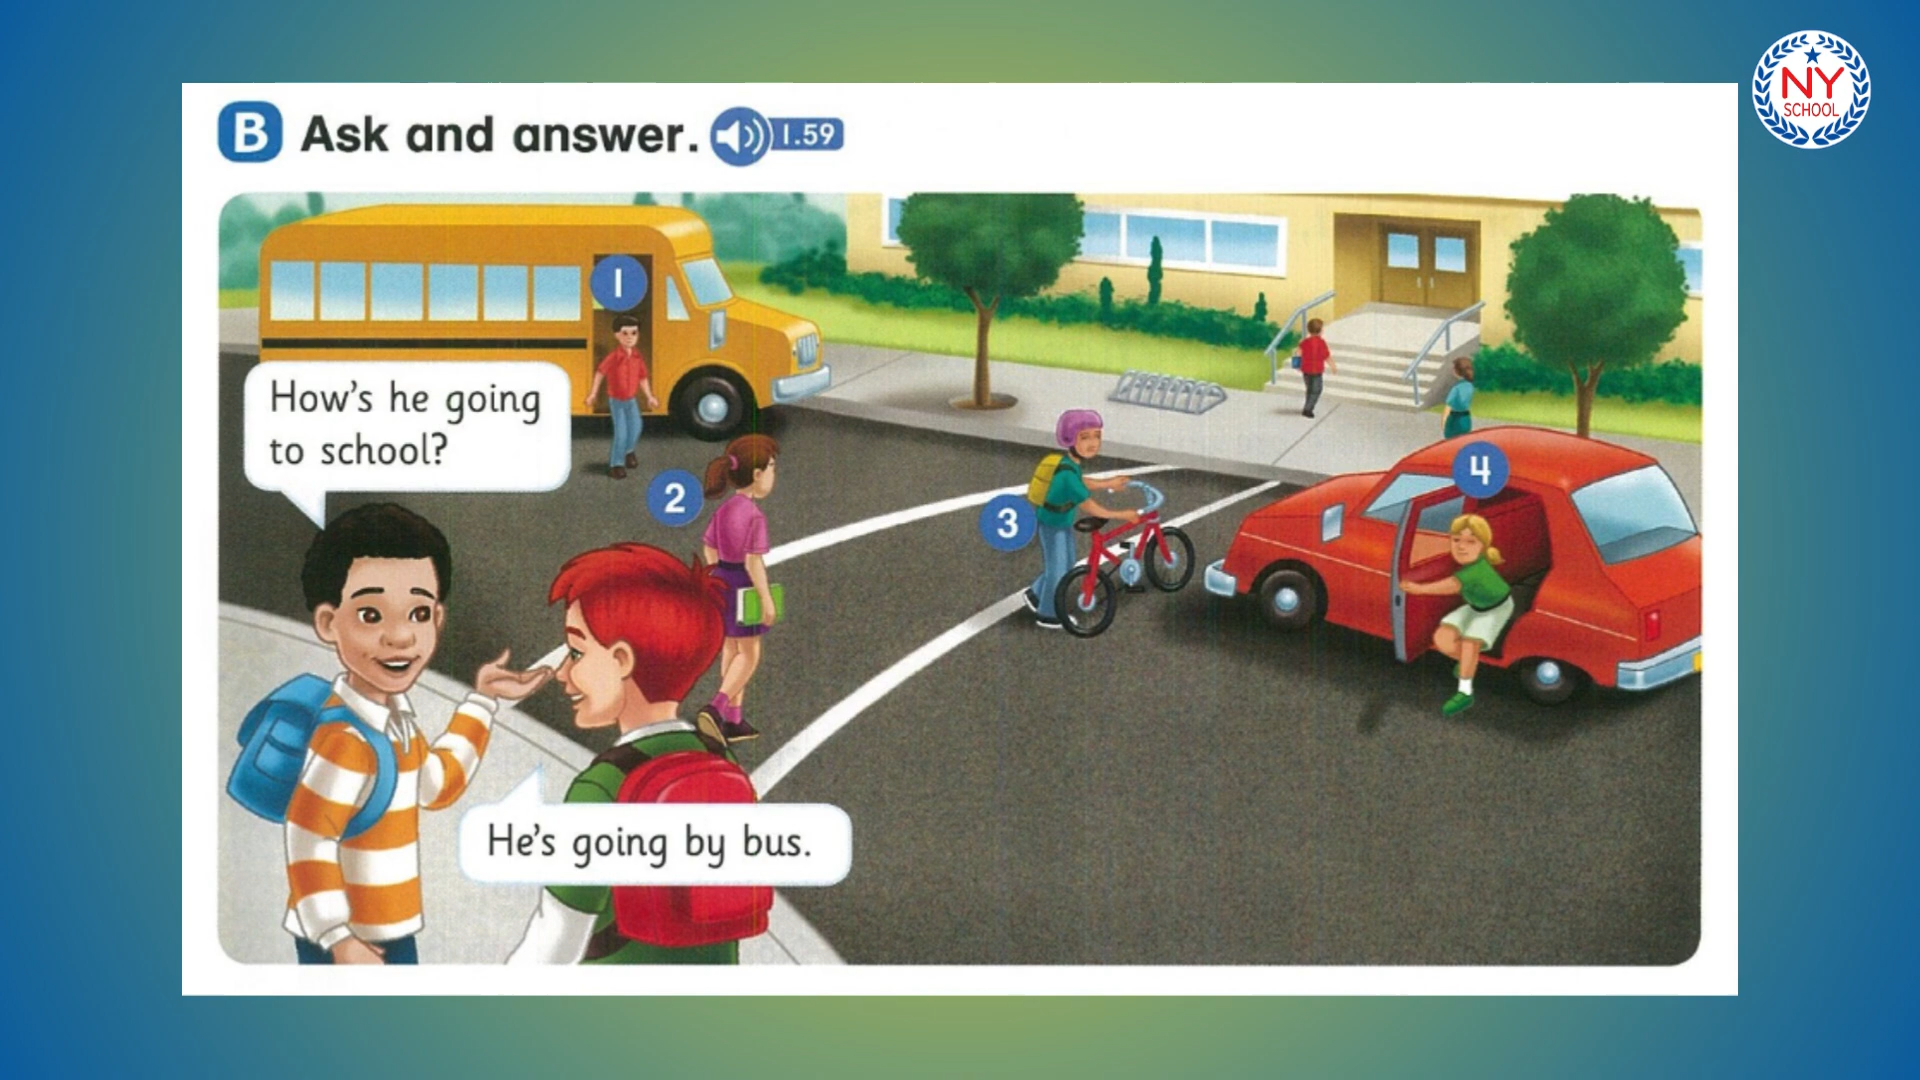 B Ask and answer. 1.59
NY
SCHOOL
1
How's he going
to school?
2
3
4
He's going by bus.